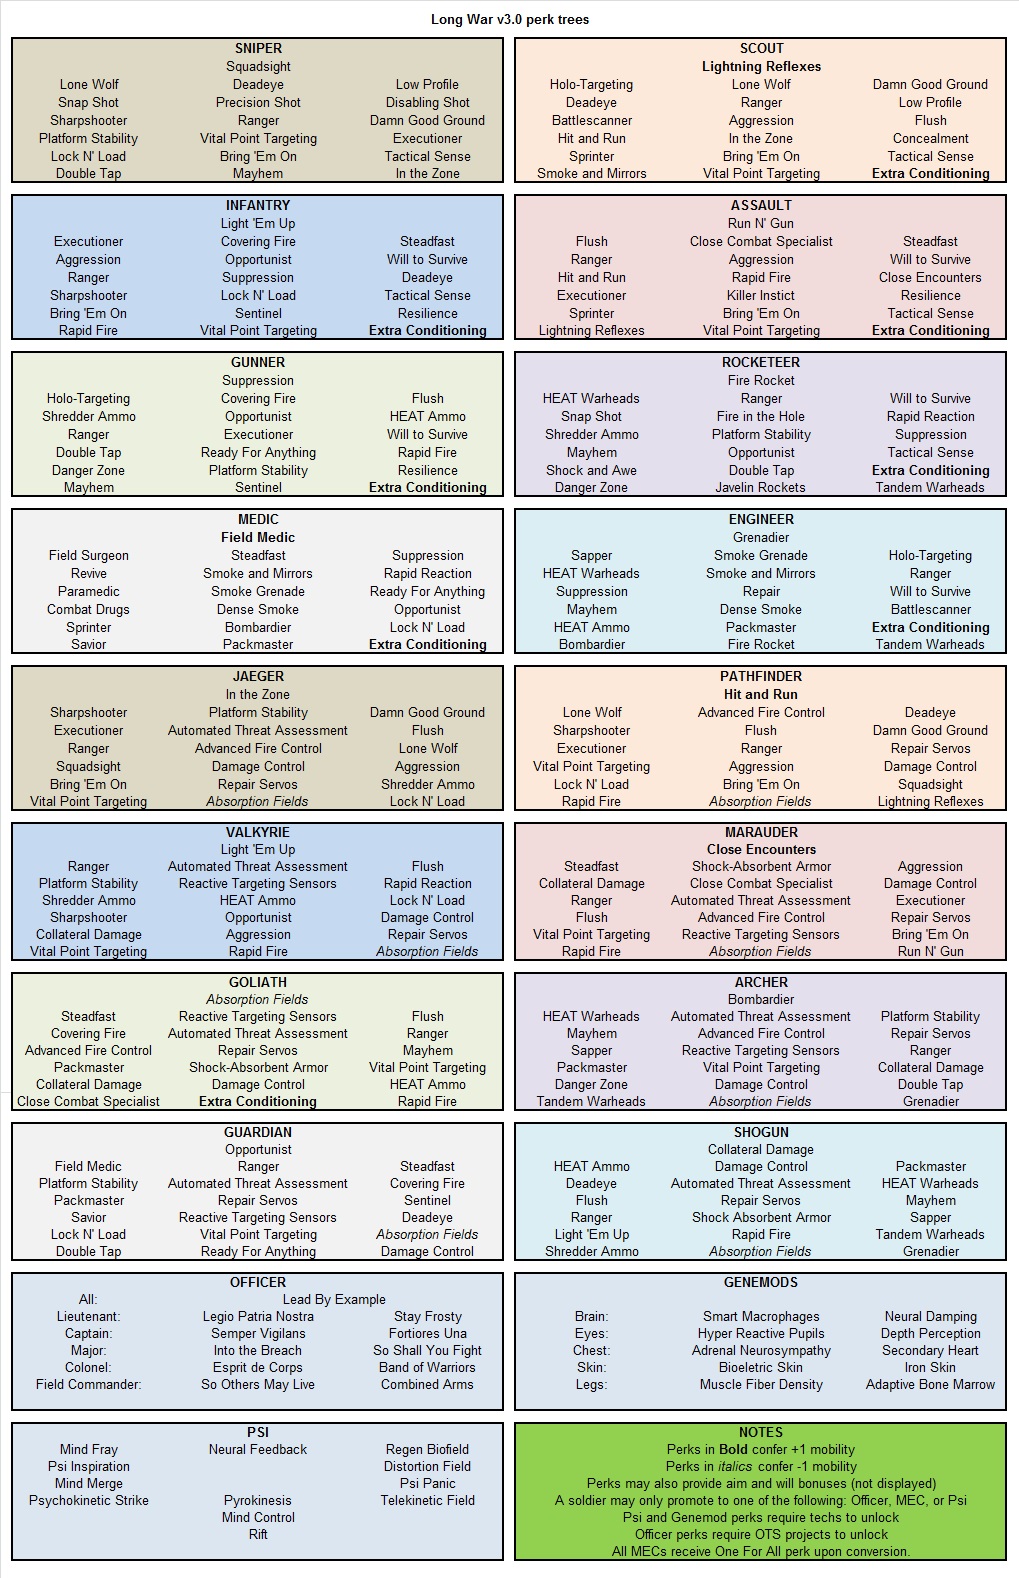 Long War v3.0 perk trees
SNIPER
Squadsight
Lone Wolf Deadeye Low Profile
Snap Shot Precision Shot Disabling Shot
Sharpshooter Ranger Damn Good Ground
Platform Stability Vital Point Targeting Executioner
Lock N' Load Bring 'Em On Tactical Sense
Double Tap Mayhem In the Zone
SCOUT
Lightning Reflexes
Holo-Targeting Lone Wolf Damn Good Ground
Deadeye Ranger Low Profile
Battlescanner Aggression Flush
Hit and Run In the Zone Concealment
Sprinter Bring 'Em On Tactical Sense
Smoke and Mirrors Vital Point Targeting Extra Conditioning
INFANTRY
Light 'Em Up
Executioner Covering Fire Steadfast
Aggression Opportunist Will to Survive
Ranger Suppression Deadeye
Sharpshooter Lock N' Load Tactical Sense
Bring 'Em On Sentinel Resilience
Rapid Fire Vital Point Targeting Extra Conditioning
ASSAULT
Run N' Gun
Flush Close Combat Specialist Steadfast
Ranger Aggression Will to Survive
Hit and Run Rapid Fire Close Encounters
Executioner Killer Instict Resilience
Sprinter Bring 'Em On Tactical Sense
Lightning Reflexes Vital Point Targeting Extra Conditioning
GUNNER
Suppression
Holo-Targeting Covering Fire Flush
Shredder Ammo Opportunist HEAT Ammo
Ranger Executioner Will to Survive
Double Tap Ready For Anything Rapid Fire
Danger Zone Platform Stability Resilience
Mayhem Sentinel Extra Conditioning
ROCKETEER
Fire Rocket
HEAT Warheads Ranger Will to Survive
Snap Shot Fire in the Hole Rapid Reaction
Shredder Ammo Platform Stability Suppression
Mayhem Opportunist Tactical Sense
Shock and Awe Double Tap Extra Conditioning
Danger Zone Javelin Rockets Tandem Warheads
MEDIC
Field Medic
Field Surgeon Steadfast Suppression
Revive Smoke and Mirrors Rapid Reaction
Paramedic Smoke Grenade Ready For Anything
Combat Drugs Dense Smoke Opportunist
Sprinter Bombardier Lock N' Load
Savior Packmaster Extra Conditioning
ENGINEER
Grenadier
Sapper Smoke Grenade Holo-Targeting
HEAT Warheads Smoke and Mirrors Ranger
Suppression Repair Will to Survive
Mayhem Dense Smoke Battlescanner
HEAT Ammo Packmaster Extra Conditioning
Bombardier Fire Rocket Tandem Warheads
JAEGER
In the Zone
Sharpshooter Platform Stability Damn Good Ground
Executioner Automated Threat Assessment Flush
Ranger Advanced Fire Control Lone Wolf
Squadsight Damage Control Aggression
Bring 'Em On Repair Servos Shredder Ammo
Vital Point Targeting Absorption Fields Lock N' Load
PATHFINDER
Hit and Run
Lone Wolf Advanced Fire Control Deadeye
Sharpshooter Flush Damn Good Ground
Executioner Ranger Repair Servos
Vital Point Targeting Aggression Damage Control
Lock N' Load Bring 'Em On Squadsight
Rapid Fire Absorption Fields Lightning Reflexes
VALKYRIE
Light 'Em Up
Ranger Automated Threat Assessment Flush
Platform Stability Reactive Targeting Sensors Rapid Reaction
Shredder Ammo HEAT Ammo Lock N' Load
Sharpshooter Opportunist Damage Control
Collateral Damage Aggression Repair Servos
Vital Point Targeting Rapid Fire Absorption Fields
MARAUDER
Close Encounters
Steadfast Shock-Absorbent Armor Aggression
Collateral Damage Close Combat Specialist Damage Control
Ranger Automated Threat Assessment Executioner
Flush Advanced Fire Control Repair Servos
Vital Point Targeting Reactive Targeting Sensors Bring 'Em On
Rapid Fire Absorption Fields Run N' Gun
GOLIATH
Absorption Fields
Steadfast Reactive Targeting Sensors Flush
Covering Fire Automated Threat Assessment Ranger
Advanced Fire Control Repair Servos Mayhem
Packmaster Shock-Absorbent Armor Vital Point Targeting
Collateral Damage Damage Control HEAT Ammo
Close Combat Specialist Extra Conditioning Rapid Fire
ARCHER
Bombardier
HEAT Warheads Automated Threat Assessment Platform Stability
Mayhem Advanced Fire Control Repair Servos
Sapper Reactive Targeting Sensors Ranger
Packmaster Vital Point Targeting Collateral Damage
Danger Zone Damage Control Double Tap
Tandem Warheads Absorption Fields Grenadier
GUARDIAN
Opportunist
Field Medic Ranger Steadfast
Platform Stability Automated Threat Assessment Covering Fire
Packmaster Repair Servos Sentinel
Savior Reactive Targeting Sensors Deadeye
Lock N' Load Vital Point Targeting Absorption Fields
Double Tap Ready For Anything Damage Control
SHOGUN
Collateral Damage
HEAT Ammo Damage Control Packmaster
Deadeye Automated Threat Assessment HEAT Warheads
Flush Repair Servos Mayhem
Ranger Shock Absorbent Armor Sapper
Light 'Em Up Rapid Fire Tandem Warheads
Shredder Ammo Absorption Fields Grenadier
OFFICER
All: Lead By Example
Lieutenant: Legio Patria Nostra Stay Frosty
Captain: Semper Vigilans Fortiores Una
Major: Into the Breach So Shall You Fight
Colonel: Esprit de Corps Band of Warriors
Field Commander: So Others May Live Combined Arms
GENEMODS
Brain: Smart Macrophages Neural Damping
Eyes: Hyper Reactive Pupils Depth Perception
Chest: Adrenal Neurosympathy Secondary Heart
Skin: Bioeletric Skin Iron Skin
Legs: Muscle Fiber Density Adaptive Bone Marrow
PSI
Mind Fray Neural Feedback Regen Biofield
Psi Inspiration Distortion Field
Mind Merge Psi Panic
Psychokinetic Strike Pyrokinesis Telekinetic Field
Mind Control
Rift
NOTES
Perks in Bold confer +1 mobility
Perks in italics confer -1 mobility
Perks may also provide aim and will bonuses (not displayed)
A soldier may only promote to one of the following: Officer, MEC, or Psi
Psi and Genemod perks require techs to unlock
Officer perks require OTS projects to unlock
All MECs receive One For All perk upon conversion.